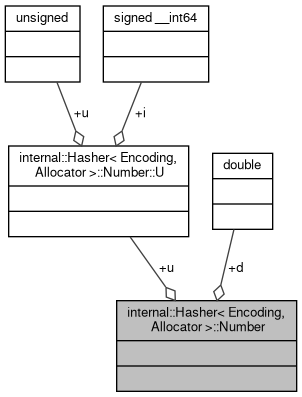 unsigned
signed __int64
+u
+i
internal::Hasher< Encoding,
Allocator >::Number::U
double
+u
+d
internal::Hasher< Encoding,
Allocator >::Number